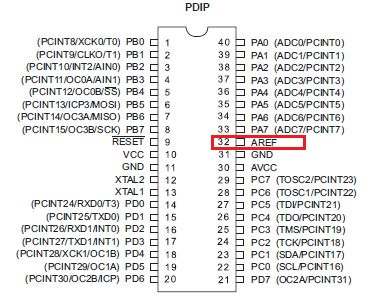 PDIP
(PCINT8/XCK0/T0) PB0 1 40 PA0 (ADC0/PCINT0)
(PCINT9/CLKO/T1) PB1 2 39 PA1 (ADC1/PCINT1)
(PCINT10/INT2/AIN0) PB2 3 38 PA2 (ADC2/PCINT2)
(PCINT11/OC0A/AIN1) PB3 4 37 PA3 (ADC3/PCINT3)
(PCINT12/OC0B/SS) PB4 5 36 PA4 (ADC4/PCINT4)
(PCINT13/ICP3/MOSI) PB5 6 35 PA5 (ADC5/PCINT5)
(PCINT14/OC3A/MISO) PB6 7 34 PA6 (ADC6/PCINT6)
(PCINT15/OC3B/SCK) PB7 8 33 PA7 (ADC7/PCINT7)
RESET 9 32 AREF
VCC 10 31 GND
GND 11 30 AVCC
XTAL2 12 29 PC7 (TOSC2/PCINT23)
XTAL1 13 28 PC6 (TOSC1/PCINT22)
(PCINT24/RXD0/T3) PD0 14 27 PC5 (TDI/PCINT21)
(PCINT25/TXD0) PD1 15 26 PC4 (TDO/PCINT20)
(PCINT26/RXD1/INT0) PD2 16 25 PC3 (TMS/PCINT19)
(PCINT27/TXD1/INT1) PD3 17 24 PC2 (TCK/PCINT18)
(PCINT28/XCK1/OC1B) PD4 18 23 PC1 (SDA/PCINT17)
(PCINT29/OC1A) PD5 19 22 PC0 (SCL/PCINT16)
(PCINT30/OC2B/ICP) PD6 20 21 PD7 (OC2A/PCINT31)